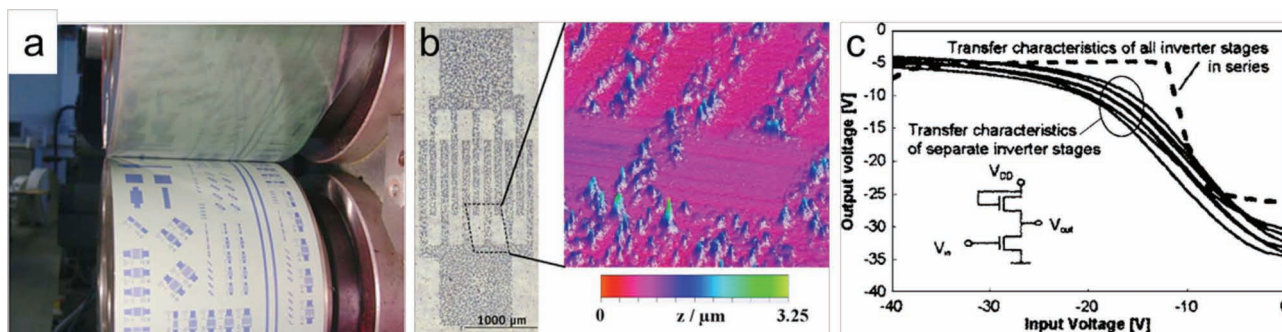 a
b
1000 µm
0
z / µm
3.25
c
0
-5
-10
-15
-20
-25
-30
-35
-40
Output voltage [V]
Transfer characteristics of all inverter stages
in series
Transfer characteristics
of separate inverter stages
V_DD
V_out
V_in
-40
-30
-20
-10
0
Input Voltage [V]